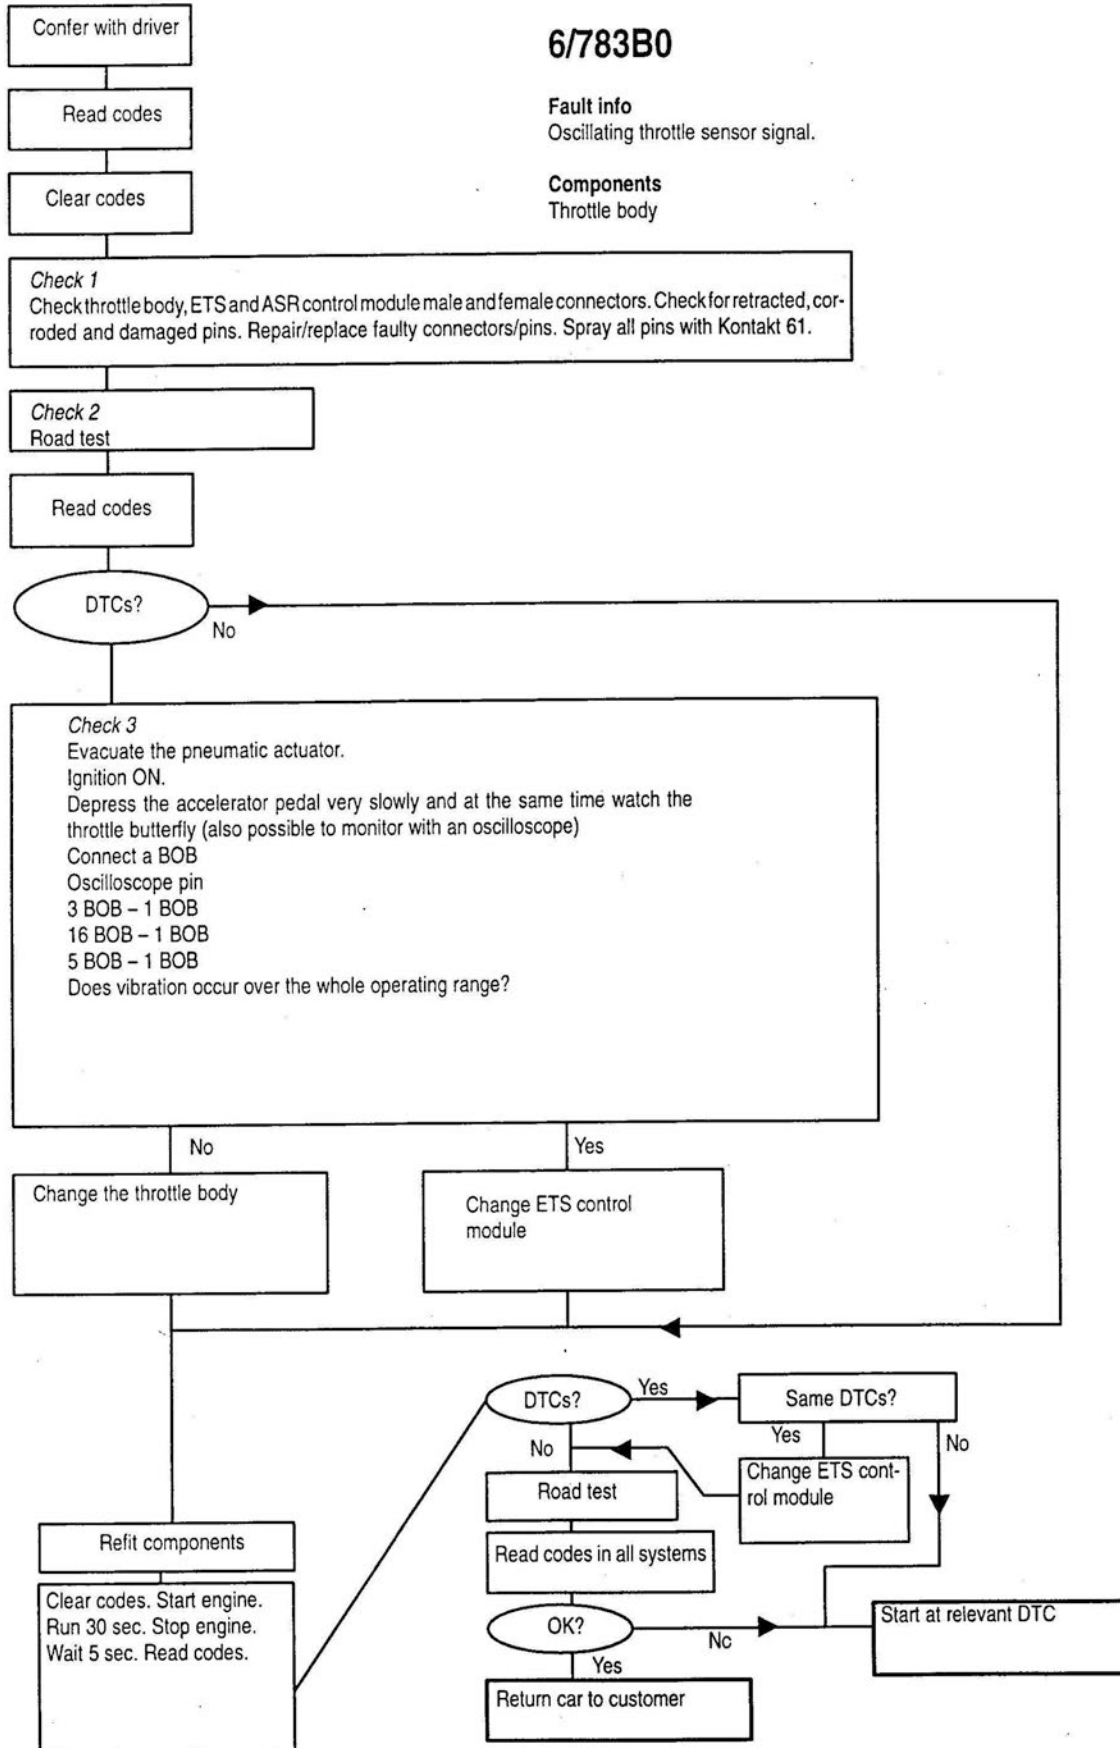 Confer with driver
6/783B0
Fault info
Oscillating throttle sensor signal.
Components
Throttle body
Read codes
Clear codes
Check 1
Check throttle body, ETS and ASR control module male and female connectors. Check for retracted, cor-
roded and damaged pins. Repair/replace faulty connectors/pins. Spray all pins with Kontakt 61.
Check 2
Road test
Read codes
DTCs?
No
Check 3
Evacuate the pneumatic actuator.
Ignition ON.
Depress the accelerator pedal very slowly and at the same time watch the
throttle butterfly (also possible to monitor with an oscilloscope)
Connect a BOB
Oscilloscope pin
3 BOB – 1 BOB
16 BOB – 1 BOB
5 BOB – 1 BOB
Does vibration occur over the whole operating range?
No
Yes
Change the throttle body
Change ETS control
module
Refit components
Clear codes. Start engine.
Run 30 sec. Stop engine.
Wait 5 sec. Read codes.
DTCs?
Yes
Same DTCs?
No
Yes
No
Change ETS cont-
rol module
Road test
Read codes in all systems
OK?
No
Start at relevant DTC
Yes
Return car to customer